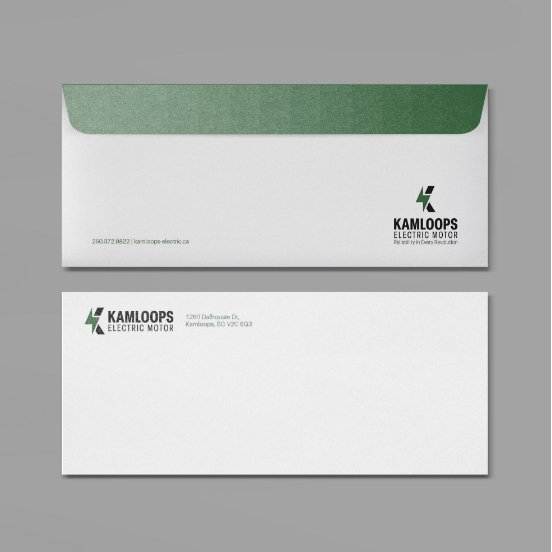 260.372.9822 | kamloops-electric.ca
KAMLOOPS
ELECTRIC MOTOR
Reliability in Every Revolution
KAMLOOPS
ELECTRIC MOTOR
1260 Dalhousie Dr,
Kamloops, BC V2C 5G3